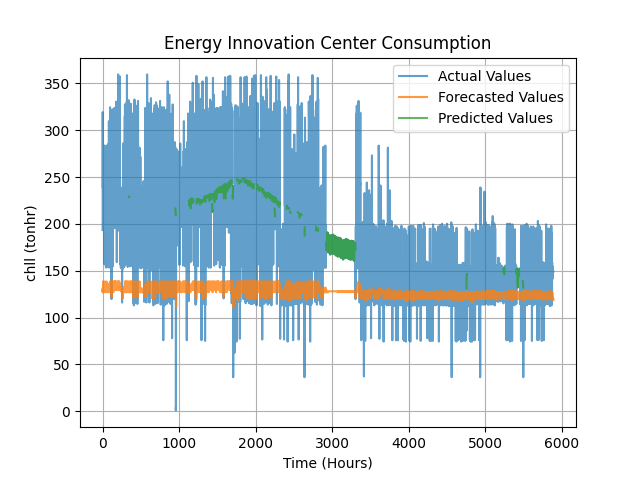 Energy Innovation Center Consumption
Actual Values
Forecasted Values
Predicted Values
chll (tonhr)
350
300
250
200
150
100
50
0
0 1000 2000 3000 4000 5000 6000
Time (Hours)